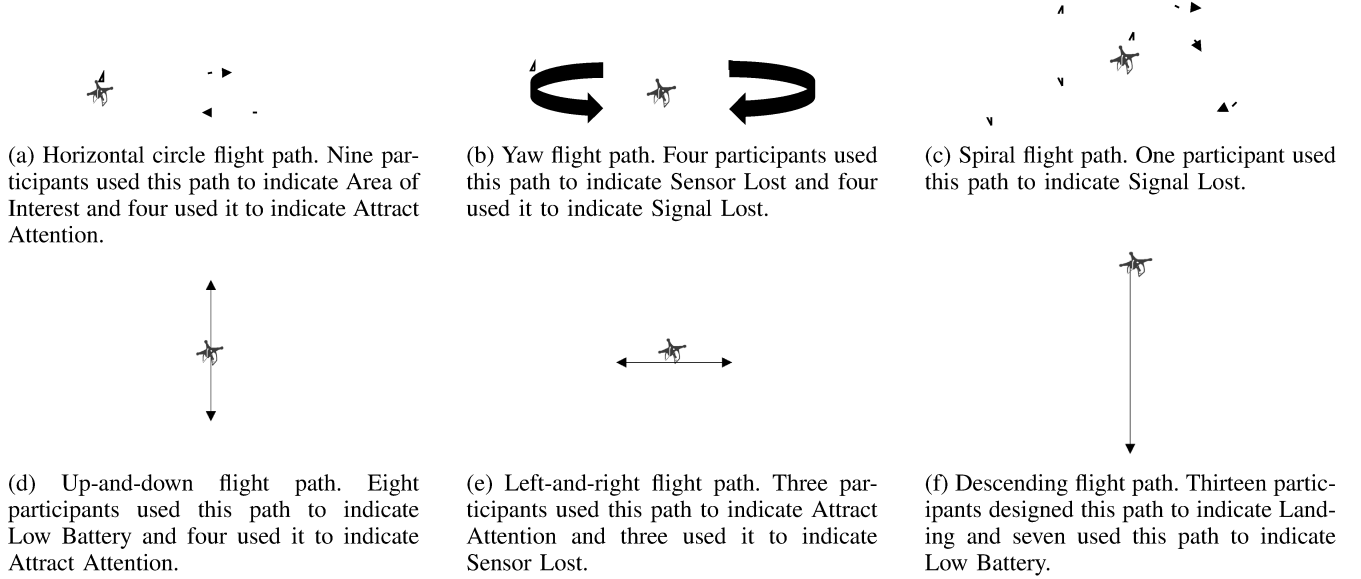 (a) Horizontal circle flight path. Nine par-
ticipants used this path to indicate Area of
Interest and four used it to indicate Attract
Attention.
(b) Yaw flight path. Four participants used
this path to indicate Sensor Lost and four
used it to indicate Signal Lost.
(c) Spiral flight path. One participant used
this path to indicate Signal Lost.
(d) Up-and-down flight path. Eight
participants used this path to indicate
Low Battery and four used it to indicate
Attract Attention.
(e) Left-and-right flight path. Three par-
ticipants used this path to indicate Attract
Attention and three used it to indicate
Sensor Lost.
(f) Descending flight path. Thirteen partic-
ipants designed this path to indicate Land-
ing and seven used this path to indicate
Low Battery.